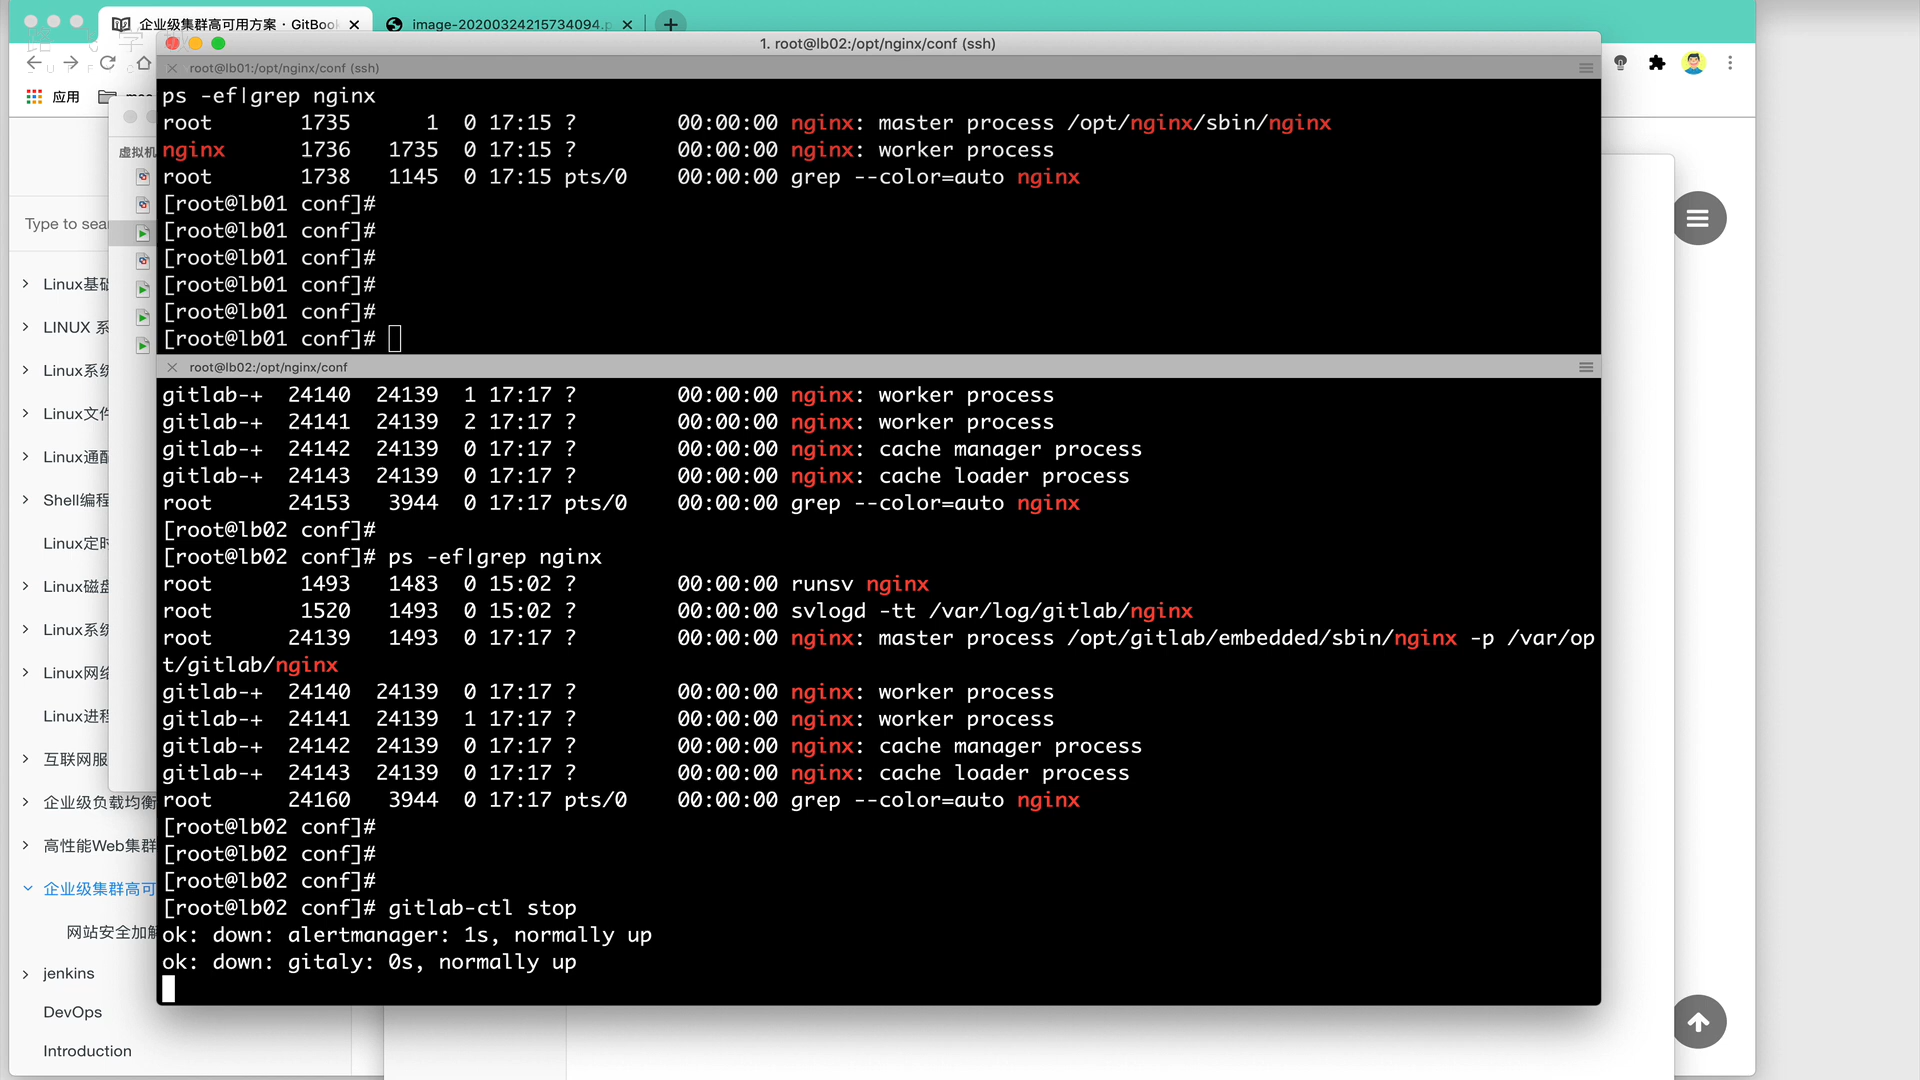 企业级集群高可用方案 · GitBook
image-20200324215734094.p
应用
虚拟机
Type to sear
Linux基础
LINUX 系
Linux系统
Linux文件
Linux通配
Shell编程
Linux定时
Linux磁盘
Linux系统
Linux网络
Linux进程
互联网服
企业级负载均衡
高性能Web集群
企业级集群高可
网站安全加解
jenkins
DevOps
Introduction
1. root@lb02:/opt/nginx/conf (ssh)
root@lb01:/opt/nginx/conf (ssh)
ps -ef|grep nginx
root 1735 1 0 17:15 ? 00:00:00 nginx: master process /opt/nginx/sbin/nginx
nginx 1736 1735 0 17:15 ? 00:00:00 nginx: worker process
root 1738 1145 0 17:15 pts/0 00:00:00 grep --color=auto nginx
[root@lb01 conf]#
[root@lb01 conf]#
[root@lb01 conf]#
[root@lb01 conf]#
[root@lb01 conf]#
[root@lb01 conf]#
root@lb02:/opt/nginx/conf
gitlab-+ 24140 24139 1 17:17 ? 00:00:00 nginx: worker process
gitlab-+ 24141 24139 2 17:17 ? 00:00:00 nginx: worker process
gitlab-+ 24142 24139 0 17:17 ? 00:00:00 nginx: cache manager process
gitlab-+ 24143 24139 0 17:17 ? 00:00:00 nginx: cache loader process
root 24153 3944 0 17:17 pts/0 00:00:00 grep --color=auto nginx
[root@lb02 conf]#
[root@lb02 conf]# ps -ef|grep nginx
root 1493 1483 0 15:02 ? 00:00:00 runsv nginx
root 1520 1493 0 15:02 ? 00:00:00 svlogd -tt /var/log/gitlab/nginx
root 24139 1493 0 17:17 ? 00:00:00 nginx: master process /opt/gitlab/embedded/sbin/nginx -p /var/op
t/gitlab/nginx
gitlab-+ 24140 24139 0 17:17 ? 00:00:00 nginx: worker process
gitlab-+ 24141 24139 1 17:17 ? 00:00:00 nginx: worker process
gitlab-+ 24142 24139 0 17:17 ? 00:00:00 nginx: cache manager process
gitlab-+ 24143 24139 0 17:17 ? 00:00:00 nginx: cache loader process
root 24160 3944 0 17:17 pts/0 00:00:00 grep --color=auto nginx
[root@lb02 conf]#
[root@lb02 conf]#
[root@lb02 conf]#
[root@lb02 conf]# gitlab-ctl stop
ok: down: alertmanager: 1s, normally up
ok: down: gitaly: 0s, normally up